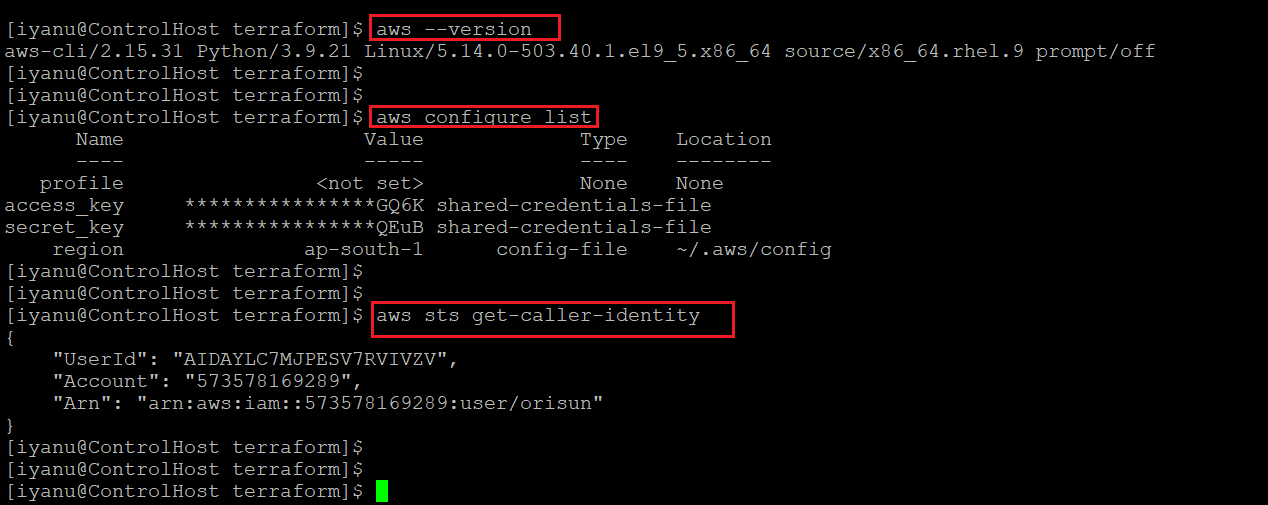 [iyanu@ControlHost terraform]$ aws --version
aws-cli/2.15.31 Python/3.9.21 Linux/5.14.0-503.40.1.el9_5.x86_64 source/x86_64.rhel.9 prompt/off
[iyanu@ControlHost terraform]$
[iyanu@ControlHost terraform]$
[iyanu@ControlHost terraform]$ aws configure list
      Name                    Value             Type    Location
      ----                    -----             ----    --------
   profile                <not set>             None    None
access_key     ****************GQ6K shared-credentials-file
secret_key     ****************QEuB shared-credentials-file
    region               ap-south-1      config-file    ~/.aws/config
[iyanu@ControlHost terraform]$
[iyanu@ControlHost terraform]$
[iyanu@ControlHost terraform]$ aws sts get-caller-identity
{
    "UserId": "AIDAYLC7MJPESV7RVIVZV",
    "Account": "573578169289",
    "Arn": "arn:aws:iam::573578169289:user/orisun"
}
[iyanu@ControlHost terraform]$
[iyanu@ControlHost terraform]$
[iyanu@ControlHost terraform]$